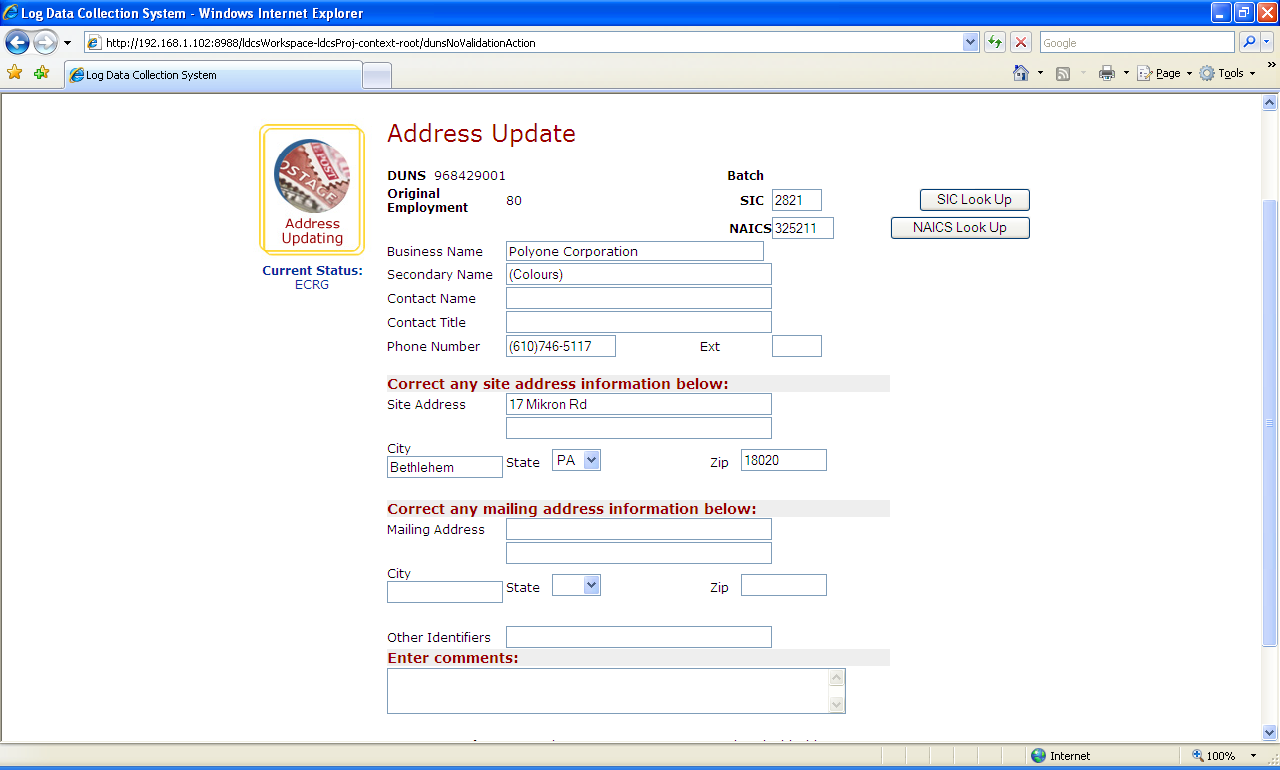 Log Data Collection System - Windows Internet Explorer
http://192.168.1.102:8988/ldcsWorkspace-ldcsProj-context-root/dunsNoValidationAction
Google
Log Data Collection System
Page
Tools
Address Update
POSTAGE
POST
Address
Updating
Current Status:
ECRG
DUNS 968429001 Batch
Original
Employment 80 SIC 2821 SIC Look Up
NAICS 325211 NAICS Look Up
Business Name Polyone Corporation
Secondary Name (Colours)
Contact Name
Contact Title
Phone Number (610)746-5117 Ext
Correct any site address information below:
Site Address 17 Mikron Rd
City
Bethlehem State PA Zip 18020
Correct any mailing address information below:
Mailing Address
City
State Zip
Other Identifiers
Enter comments:
Internet 100%